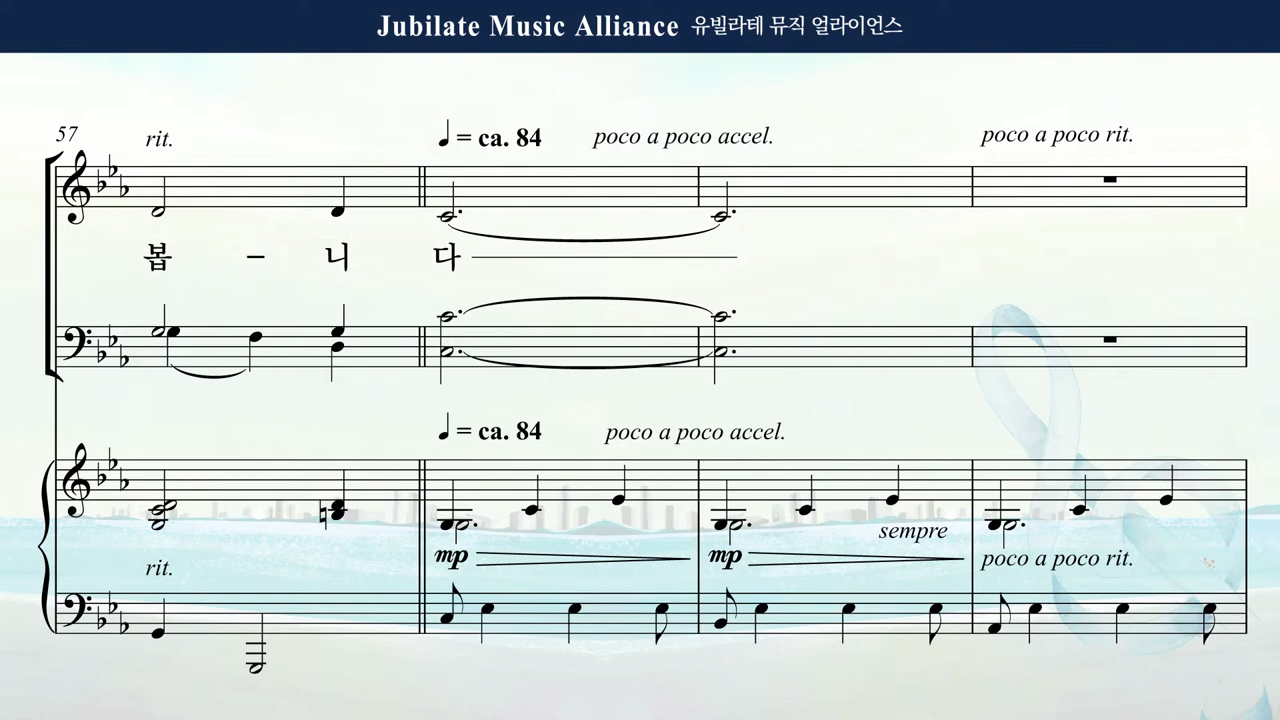 Jubilate Music Alliance 유빌라테 뮤직 얼라이언스
57 rit. ♩ = ca. 84 poco a poco accel. poco a poco rit.
봅 – 니 다
♩ = ca. 84 poco a poco accel.
sempre
rit. mp mp poco a poco rit.